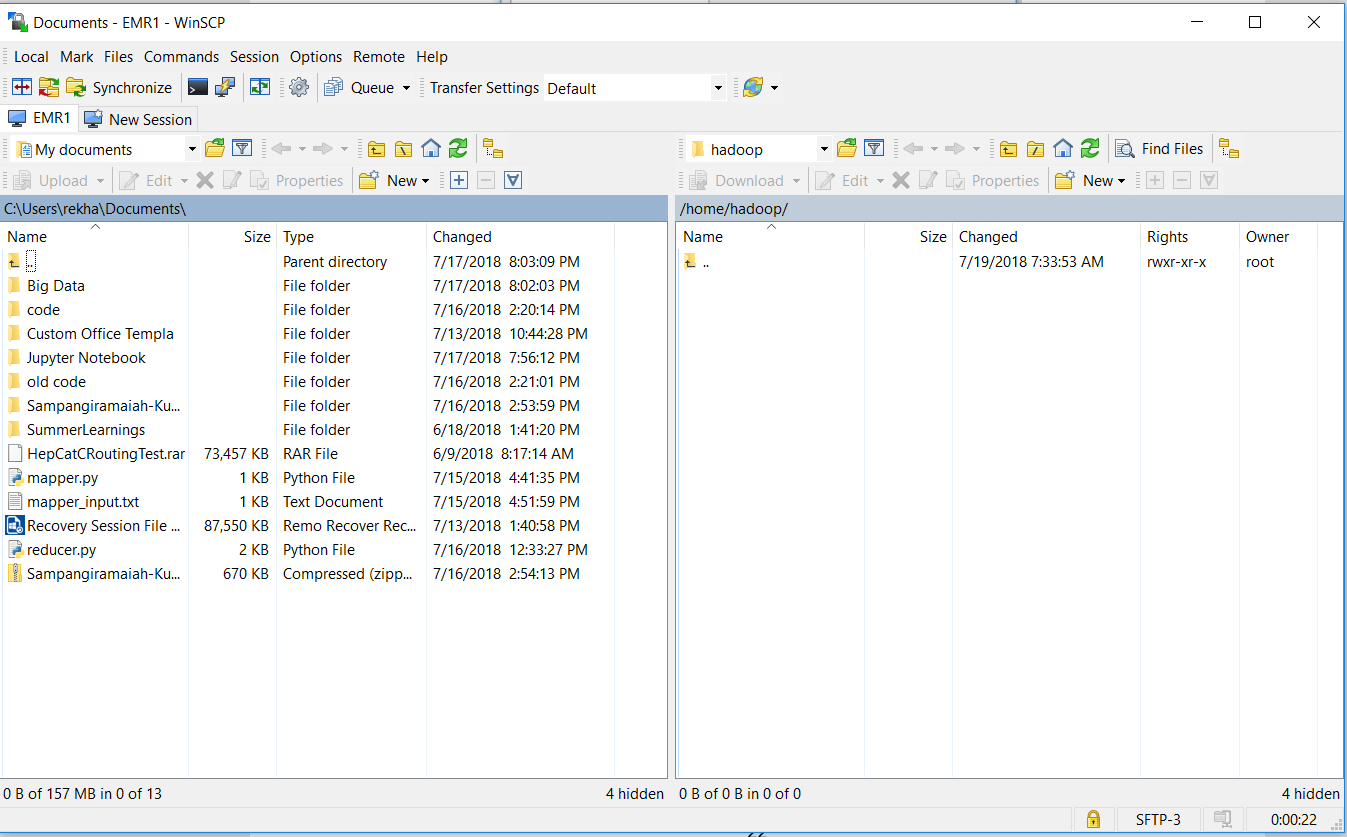 Documents - EMR1 - WinSCP
Local Mark Files Commands Session Options Remote Help
Synchronize Queue Transfer Settings Default
EMR1 New Session
My documents
Upload Edit Properties New
C:\Users\rekha\Documents\
Name Size Type Changed
.. Parent directory 7/17/2018 8:03:09 PM
Big Data File folder 7/17/2018 8:02:03 PM
code File folder 7/16/2018 2:20:14 PM
Custom Office Templa File folder 7/13/2018 10:44:28 PM
Jupyter Notebook File folder 7/17/2018 7:56:12 PM
old code File folder 7/16/2018 2:21:01 PM
Sampangiramaiah-Ku... File folder 7/16/2018 2:53:59 PM
SummerLearnings File folder 6/18/2018 1:41:20 PM
HepCatCRoutingTest.rar 73,457 KB RAR File 6/9/2018 8:17:14 AM
mapper.py 1 KB Python File 7/15/2018 4:41:35 PM
mapper_input.txt 1 KB Text Document 7/15/2018 4:51:59 PM
Recovery Session File ... 87,550 KB Remo Recover Rec... 7/13/2018 1:40:58 PM
reducer.py 2 KB Python File 7/16/2018 12:33:27 PM
Sampangiramaiah-Ku... 670 KB Compressed (zipp... 7/16/2018 2:54:13 PM
0 B of 157 MB in 0 of 13 4 hidden
hadoop Find Files
Download Edit Properties New
/home/hadoop/
Name Size Changed Rights Owner
.. 7/19/2018 7:33:53 AM rwxr-xr-x root
0 B of 0 B in 0 of 0 4 hidden
SFTP-3 0:00:22